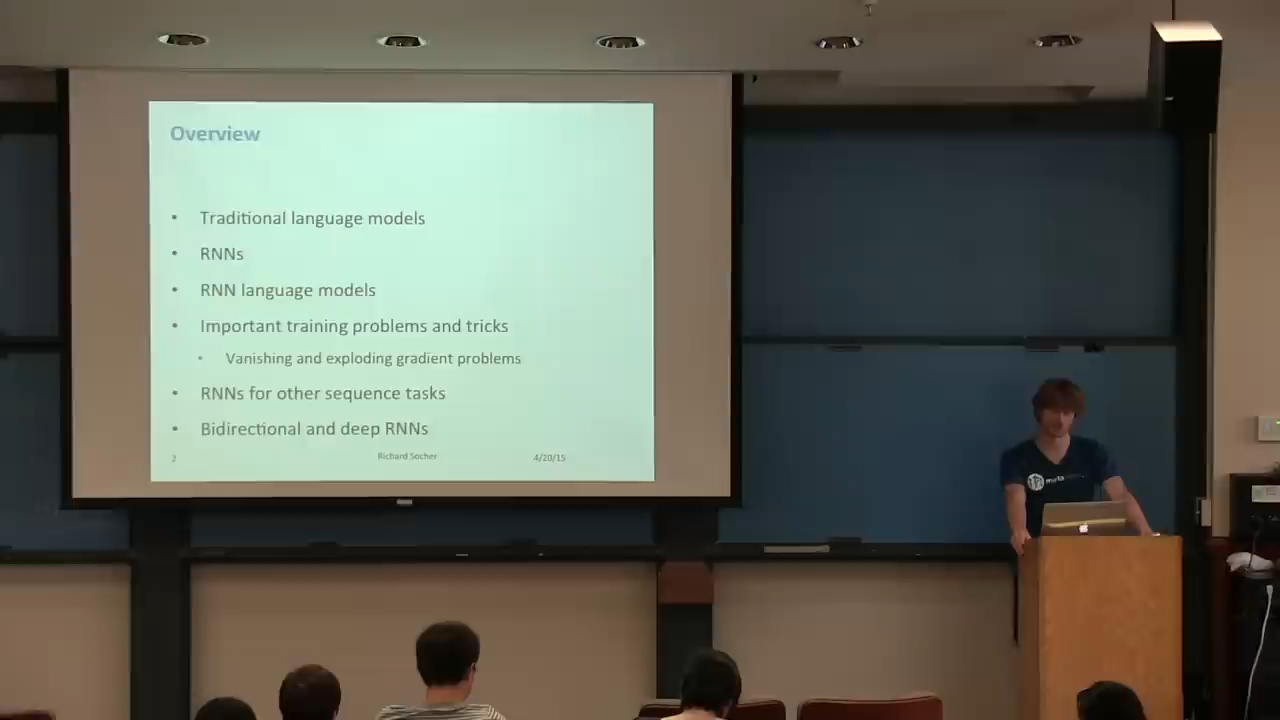 Overview
• Traditional language models
• RNNs
• RNN language models
• Important training problems and tricks
• Vanishing and exploding gradient problems
• RNNs for other sequence tasks
• Bidirectional and deep RNNs
2 Richard Socher 4/20/15